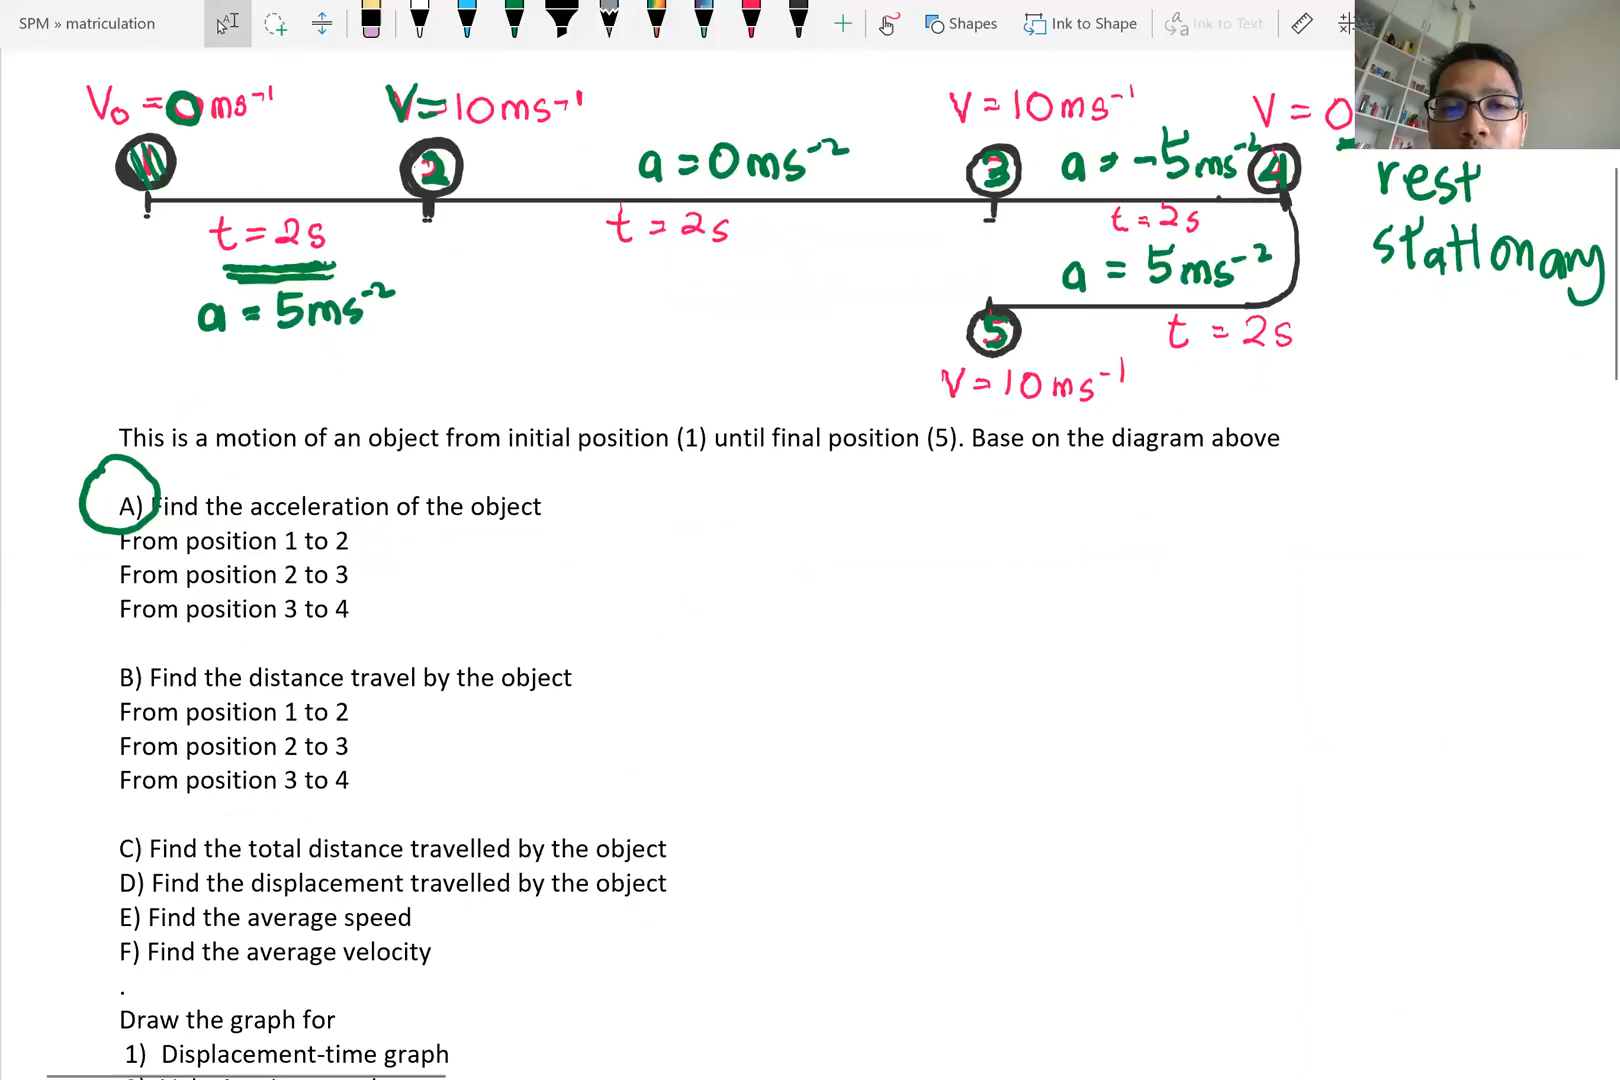 SPM » matriculation
Shapes
Ink to Shape
Ink to Text
V₀ = 0 ms⁻¹
V = 10 ms⁻¹
V = 10 ms⁻¹
V = 0
1
2
a = 0 ms⁻²
3
a = -5 ms⁻²
4
rest
stationary
t = 2s
t = 2s
t = 2s
a = 5 ms⁻²
a = 5 ms⁻²
5
t = 2s
V = 10 ms⁻¹
This is a motion of an object from initial position (1) until final position (5). Base on the diagram above
A) Find the acceleration of the object
From position 1 to 2
From position 2 to 3
From position 3 to 4
B) Find the distance travel by the object
From position 1 to 2
From position 2 to 3
From position 3 to 4
C) Find the total distance travelled by the object
D) Find the displacement travelled by the object
E) Find the average speed
F) Find the average velocity
.
Draw the graph for
1) Displacement-time graph